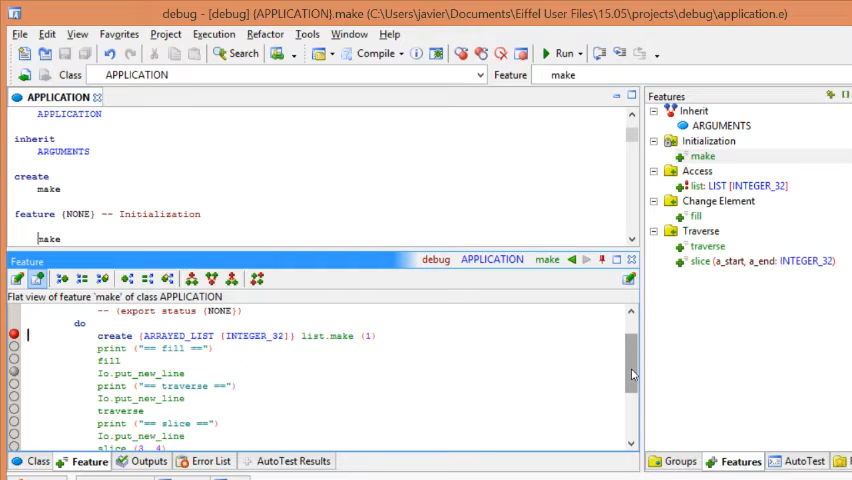 debug - [debug] {APPLICATION}.make (C:\Users\javier\Documents\Eiffel User Files\15.05\projects\debug\application.e)
File Edit View Favorites Project Execution Refactor Tools Window Help
Search Compile Run
Class APPLICATION Feature make
APPLICATION
APPLICATION
inherit
ARGUMENTS
create
make
feature {NONE} -- Initialization
make
Feature debug APPLICATION make
Flat view of feature `make' of class APPLICATION
-- (export status {NONE})
do
create {ARRAYED_LIST [INTEGER_32]} list.make (1)
print ("== fill ==")
fill
Io.put_new_line
print ("== traverse ==")
Io.put_new_line
traverse
print ("== slice ==")
Io.put_new_line
slice (3, 4)
Class Feature Outputs Error List AutoTest Results
Features
Inherit
ARGUMENTS
Initialization
make
Access
list: LIST [INTEGER_32]
Change Element
fill
Traverse
traverse
slice (a_start, a_end: INTEGER_32)
Groups Features AutoTest